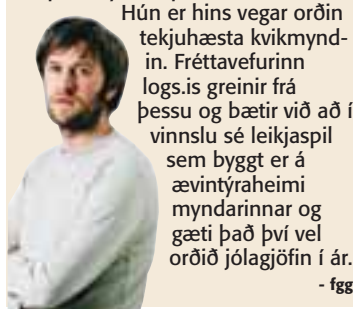 Hún er hins vegar orðin
tekjuhæsta kvikmynd-
in. Fréttavefurinn
logs.is greinir frá
þessu og bætir við að í
vinnslu sé leikjaspil
sem byggt er á
ævintýraheimi
myndarinnar og
gæti það því vel
orðið jólagjöfin í ár.
- fgg